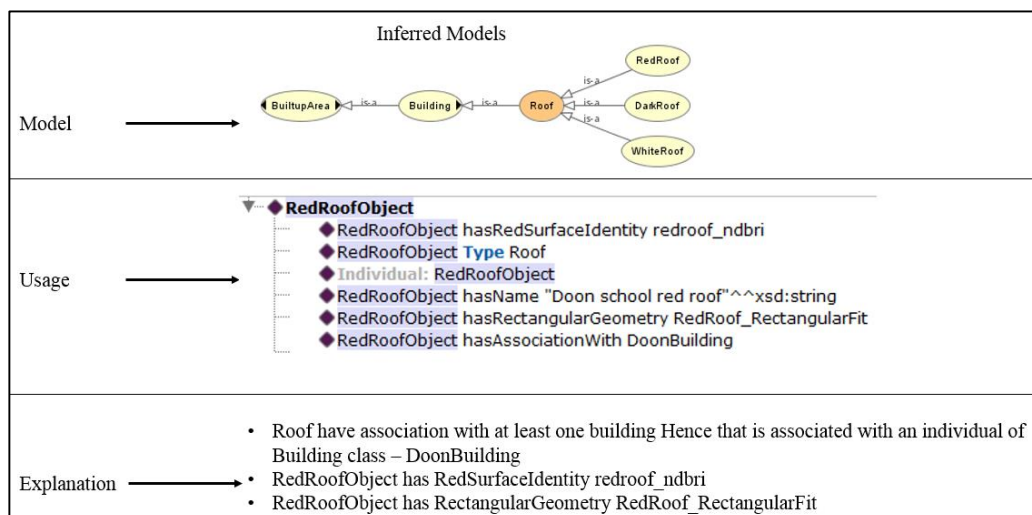 Inferred Models
RedRoof
is-a
BuiltupArea is-a Building is-a Roof is-a DarkRoof
is-a
WhiteRoof
Model
RedRoofObject
RedRoofObject hasRedSurfaceIdentity redroof_ndbri
RedRoofObject Type Roof
Usage
Individual: RedRoofObject
RedRoofObject hasName "Doon school red roof"^^xsd:string
RedRoofObject hasRectangularGeometry RedRoof_RectangularFit
RedRoofObject hasAssociationWith DoonBuilding
• Roof have association with at least one building Hence that is associated with an individual of
Building class – DoonBuilding
Explanation
• RedRoofObject has RedSurfaceIdentity redroof_ndbri
• RedRoofObject has RectangularGeometry RedRoof_RectangularFit